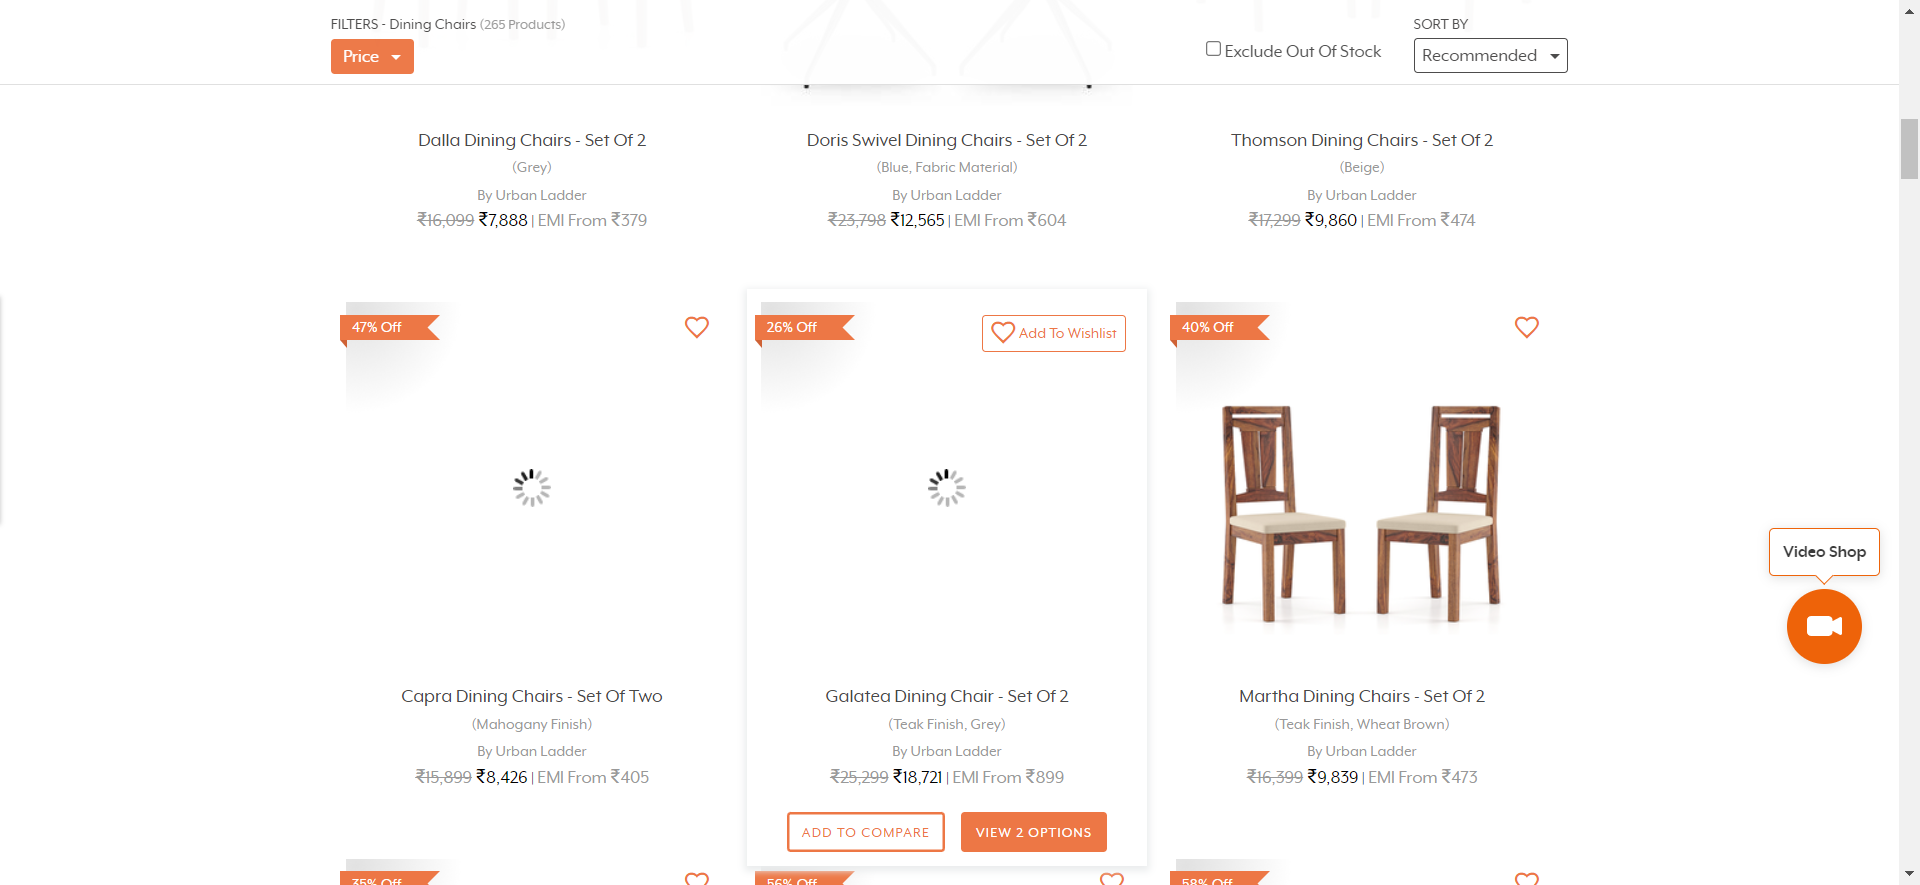 FILTERS - Dining Chairs (265 Products)
Price
Exclude Out Of Stock
SORT BY
Recommended
Dalla Dining Chairs - Set Of 2
(Grey)
By Urban Ladder
₹16,099 ₹7,888 | EMI From ₹379
Doris Swivel Dining Chairs - Set Of 2
(Blue, Fabric Material)
By Urban Ladder
₹23,798 ₹12,565 | EMI From ₹604
Thomson Dining Chairs - Set Of 2
(Beige)
By Urban Ladder
₹17,299 ₹9,860 | EMI From ₹474
47% Off
Capra Dining Chairs - Set Of Two
(Mahogany Finish)
By Urban Ladder
₹15,899 ₹8,426 | EMI From ₹405
26% Off
Add To Wishlist
Galatea Dining Chair - Set Of 2
(Teak Finish, Grey)
By Urban Ladder
₹25,299 ₹18,721 | EMI From ₹899
ADD TO COMPARE
VIEW 2 OPTIONS
40% Off
Martha Dining Chairs - Set Of 2
(Teak Finish, Wheat Brown)
By Urban Ladder
₹16,399 ₹9,839 | EMI From ₹473
Video Shop
35% Off
56% Off
58% Off